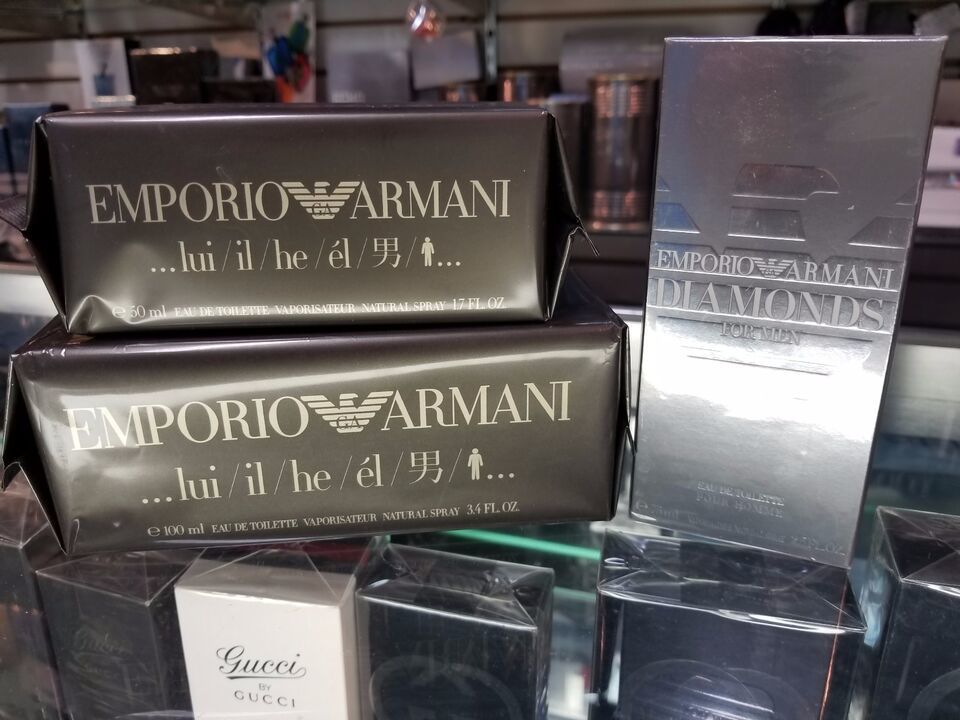 EMPORIO ARMANI
...lui/il/he/él/男/...
e 50 ml EAU DE TOILETTE VAPORISATEUR NATURAL SPRAY 1.7 FL. OZ.
EMPORIO ARMANI
...lui/il/he/él/男/...
e 100 ml EAU DE TOILETTE VAPORISATEUR NATURAL SPRAY 3.4 FL. OZ.
EMPORIO ARMANI
DIAMONDS
FOR MEN
EAU DE TOILETTE
POUR HOMME
e 75ml
Gucci
BY
GUCCI